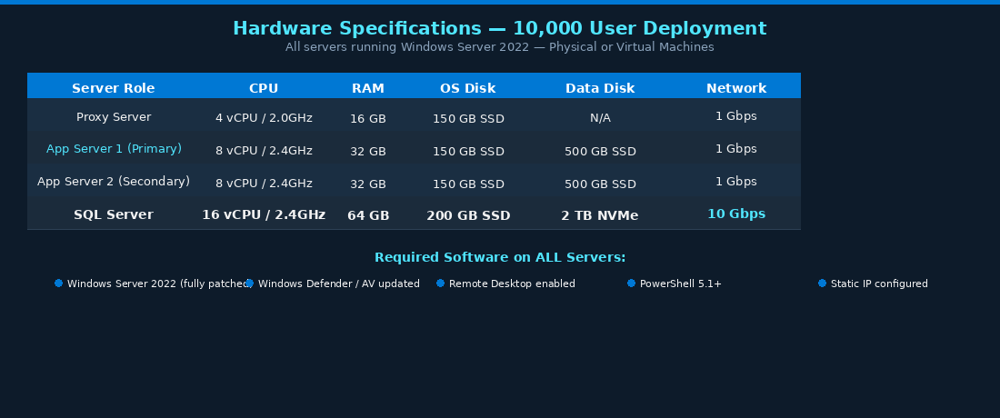 Hardware Specifications — 10,000 User Deployment
All servers running Windows Server 2022 — Physical or Virtual Machines
Server Role CPU RAM OS Disk Data Disk Network
Proxy Server 4 vCPU / 2.0GHz 16 GB 150 GB SSD N/A 1 Gbps
App Server 1 (Primary) 8 vCPU / 2.4GHz 32 GB 150 GB SSD 500 GB SSD 1 Gbps
App Server 2 (Secondary) 8 vCPU / 2.4GHz 32 GB 150 GB SSD 500 GB SSD 1 Gbps
SQL Server 16 vCPU / 2.4GHz 64 GB 200 GB SSD 2 TB NVMe 10 Gbps
Required Software on ALL Servers:
Windows Server 2022 (fully patched) Windows Defender / AV updated Remote Desktop enabled PowerShell 5.1+ Static IP configured